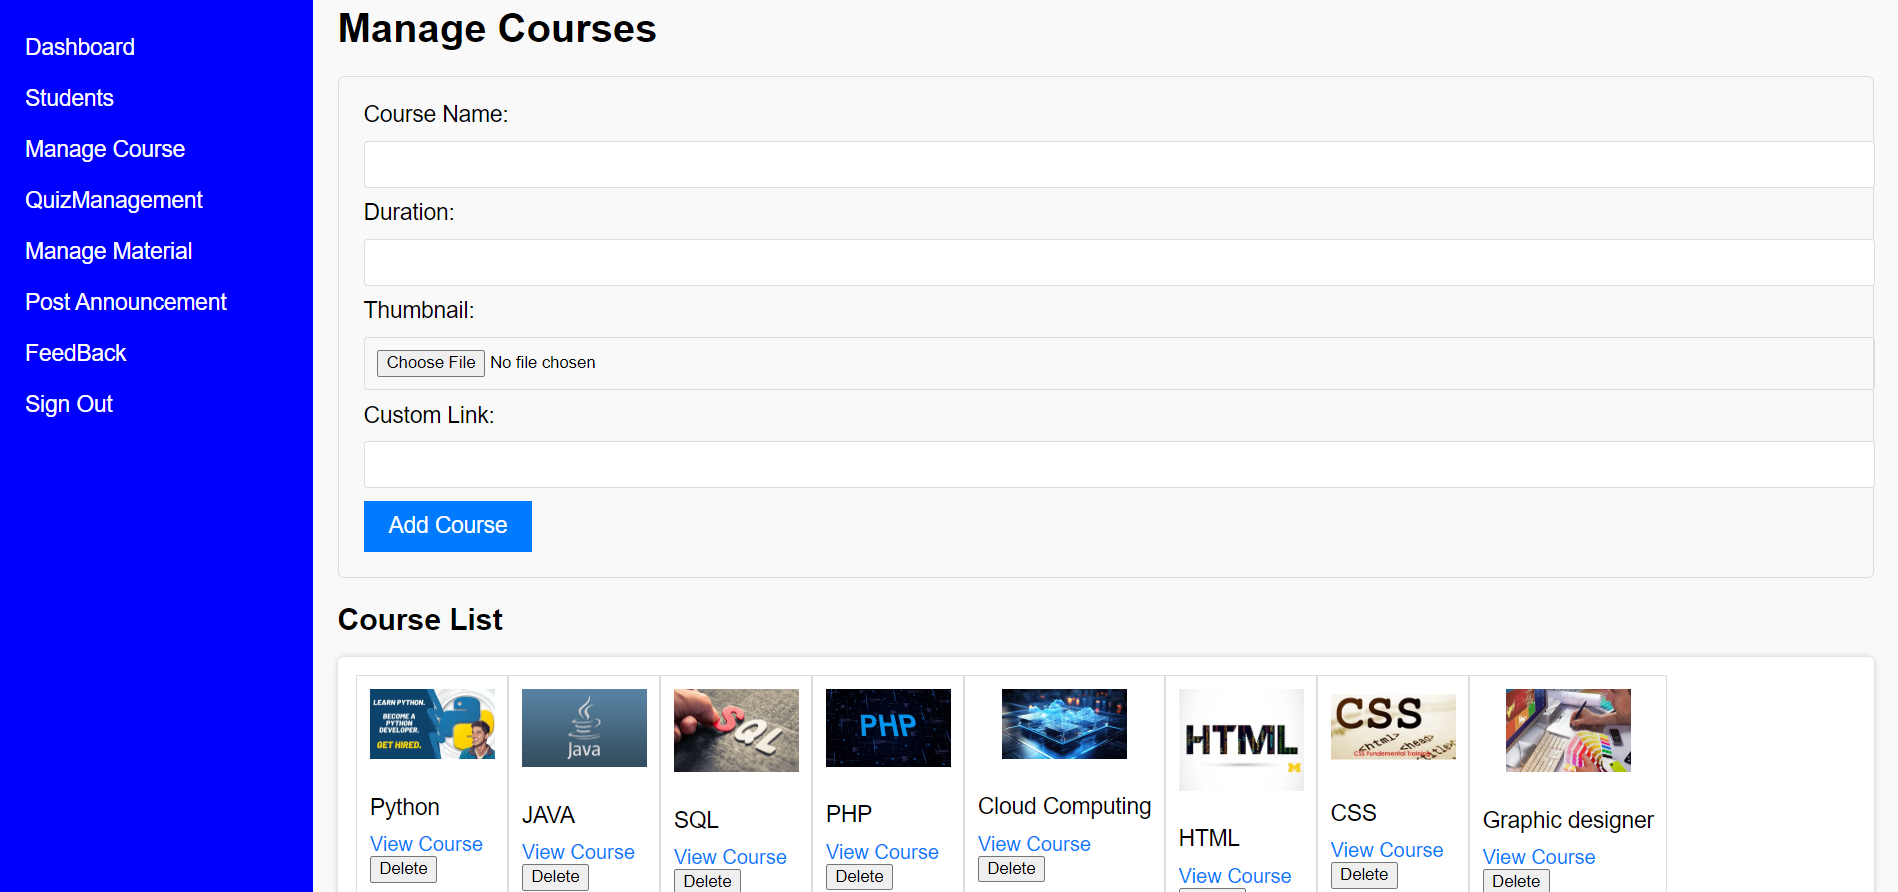 Dashboard
Students
Manage Course
QuizManagement
Manage Material
Post Announcement
FeedBack
Sign Out
Manage Courses
Course Name:
Duration:
Thumbnail:
Choose File No file chosen
Custom Link:
Add Course
Course List
LEARN PYTHON.
BECOME A
PYTHON
DEVELOPER.
GET HIRED.
Python
View Course
Delete
Java
JAVA
View Course
Delete
SQL
SQL
View Course
Delete
PHP
PHP
View Course
Delete
Cloud Computing
View Course
Delete
HTML
M
HTML
View Course
CSS
<html> <head>
<title>
CSS Fundemental Training
CSS
View Course
Delete
Graphic designer
View Course
Delete